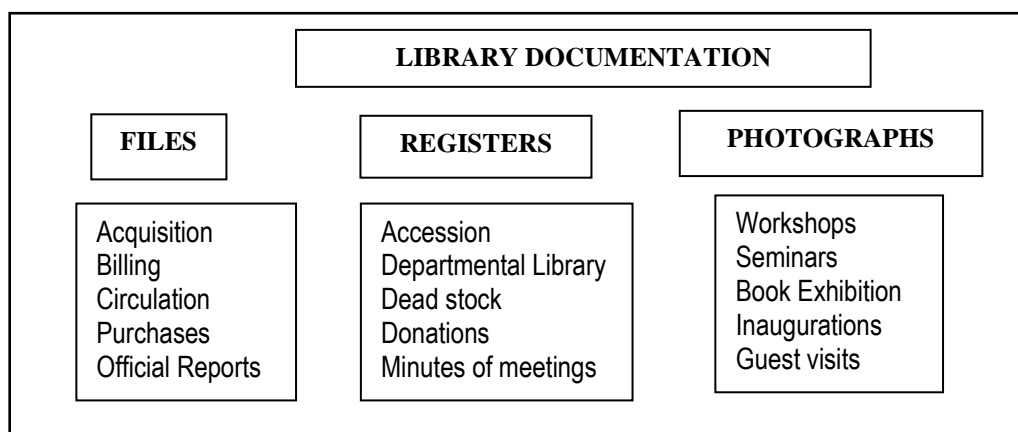 LIBRARY DOCUMENTATION
FILES
Acquisition
Billing
Circulation
Purchases
Official Reports
REGISTERS
Accession
Departmental Library
Dead stock
Donations
Minutes of meetings
PHOTOGRAPHS
Workshops
Seminars
Book Exhibition
Inaugurations
Guest visits